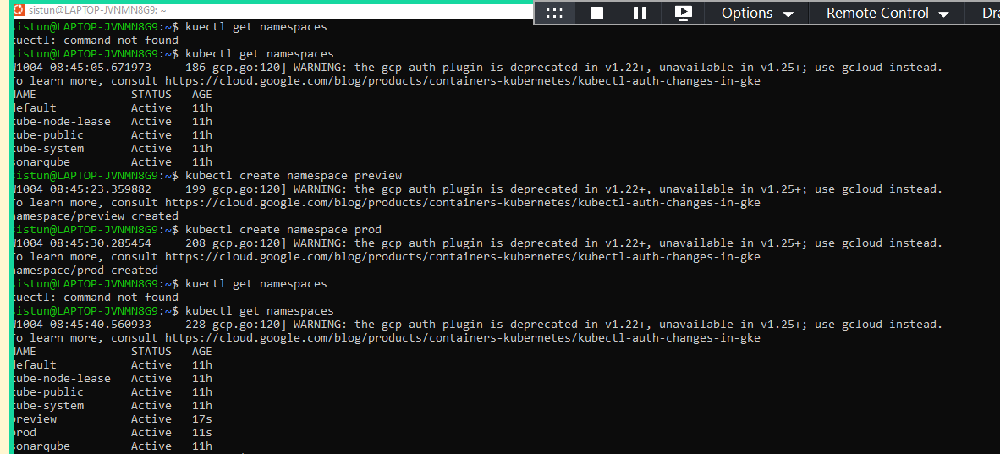 sistun@LAPTOP-JVNMN8G9: ~
Options Remote Control Dra
sistun@LAPTOP-JVNMN8G9:~$ kuectl get namespaces
kuectl: command not found
sistun@LAPTOP-JVNMN8G9:~$ kubectl get namespaces
W1004 08:45:05.671973     186 gcp.go:120] WARNING: the gcp auth plugin is deprecated in v1.22+, unavailable in v1.25+; use gcloud instead.
To learn more, consult https://cloud.google.com/blog/products/containers-kubernetes/kubectl-auth-changes-in-gke
NAME              STATUS   AGE
default           Active   11h
kube-node-lease   Active   11h
kube-public       Active   11h
kube-system       Active   11h
sonarqube         Active   11h
sistun@LAPTOP-JVNMN8G9:~$ kubectl create namespace preview
W1004 08:45:23.359882     199 gcp.go:120] WARNING: the gcp auth plugin is deprecated in v1.22+, unavailable in v1.25+; use gcloud instead.
To learn more, consult https://cloud.google.com/blog/products/containers-kubernetes/kubectl-auth-changes-in-gke
namespace/preview created
sistun@LAPTOP-JVNMN8G9:~$ kubectl create namespace prod
W1004 08:45:30.285454     208 gcp.go:120] WARNING: the gcp auth plugin is deprecated in v1.22+, unavailable in v1.25+; use gcloud instead.
To learn more, consult https://cloud.google.com/blog/products/containers-kubernetes/kubectl-auth-changes-in-gke
namespace/prod created
sistun@LAPTOP-JVNMN8G9:~$ kuectl get namespaces
kuectl: command not found
sistun@LAPTOP-JVNMN8G9:~$ kubectl get namespaces
W1004 08:45:40.560933     228 gcp.go:120] WARNING: the gcp auth plugin is deprecated in v1.22+, unavailable in v1.25+; use gcloud instead.
To learn more, consult https://cloud.google.com/blog/products/containers-kubernetes/kubectl-auth-changes-in-gke
NAME              STATUS   AGE
default           Active   11h
kube-node-lease   Active   11h
kube-public       Active   11h
kube-system       Active   11h
preview           Active   17s
prod              Active   11s
sonarqube         Active   11h